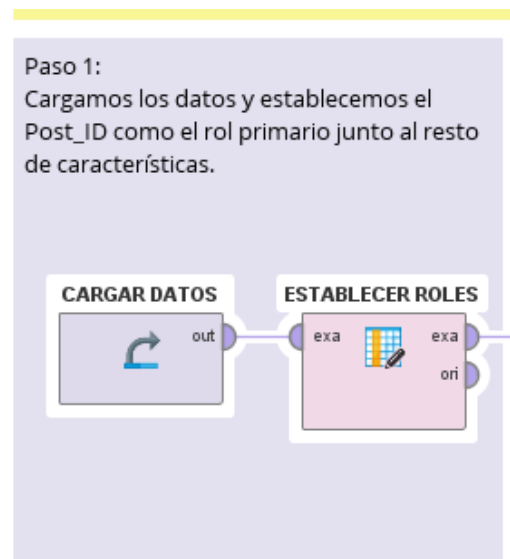 Paso 1:
Cargamos los datos y establecemos el
Post_ID como el rol primario junto al resto
de características.
CARGAR DATOS
out
ESTABLECER ROLES
exa
exa
ori